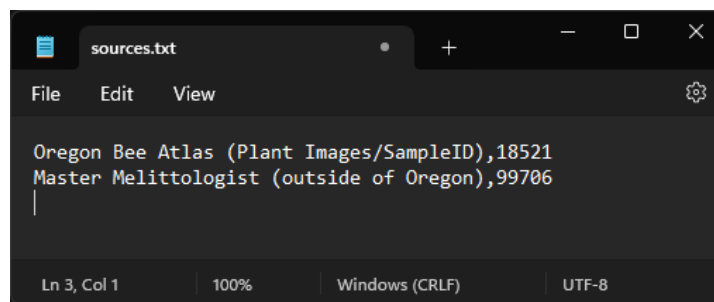 sources.txt
File Edit View
Oregon Bee Atlas (Plant Images/SampleID),18521
Master Melittologist (outside of Oregon),99706
Ln 3, Col 1 100% Windows (CRLF) UTF-8